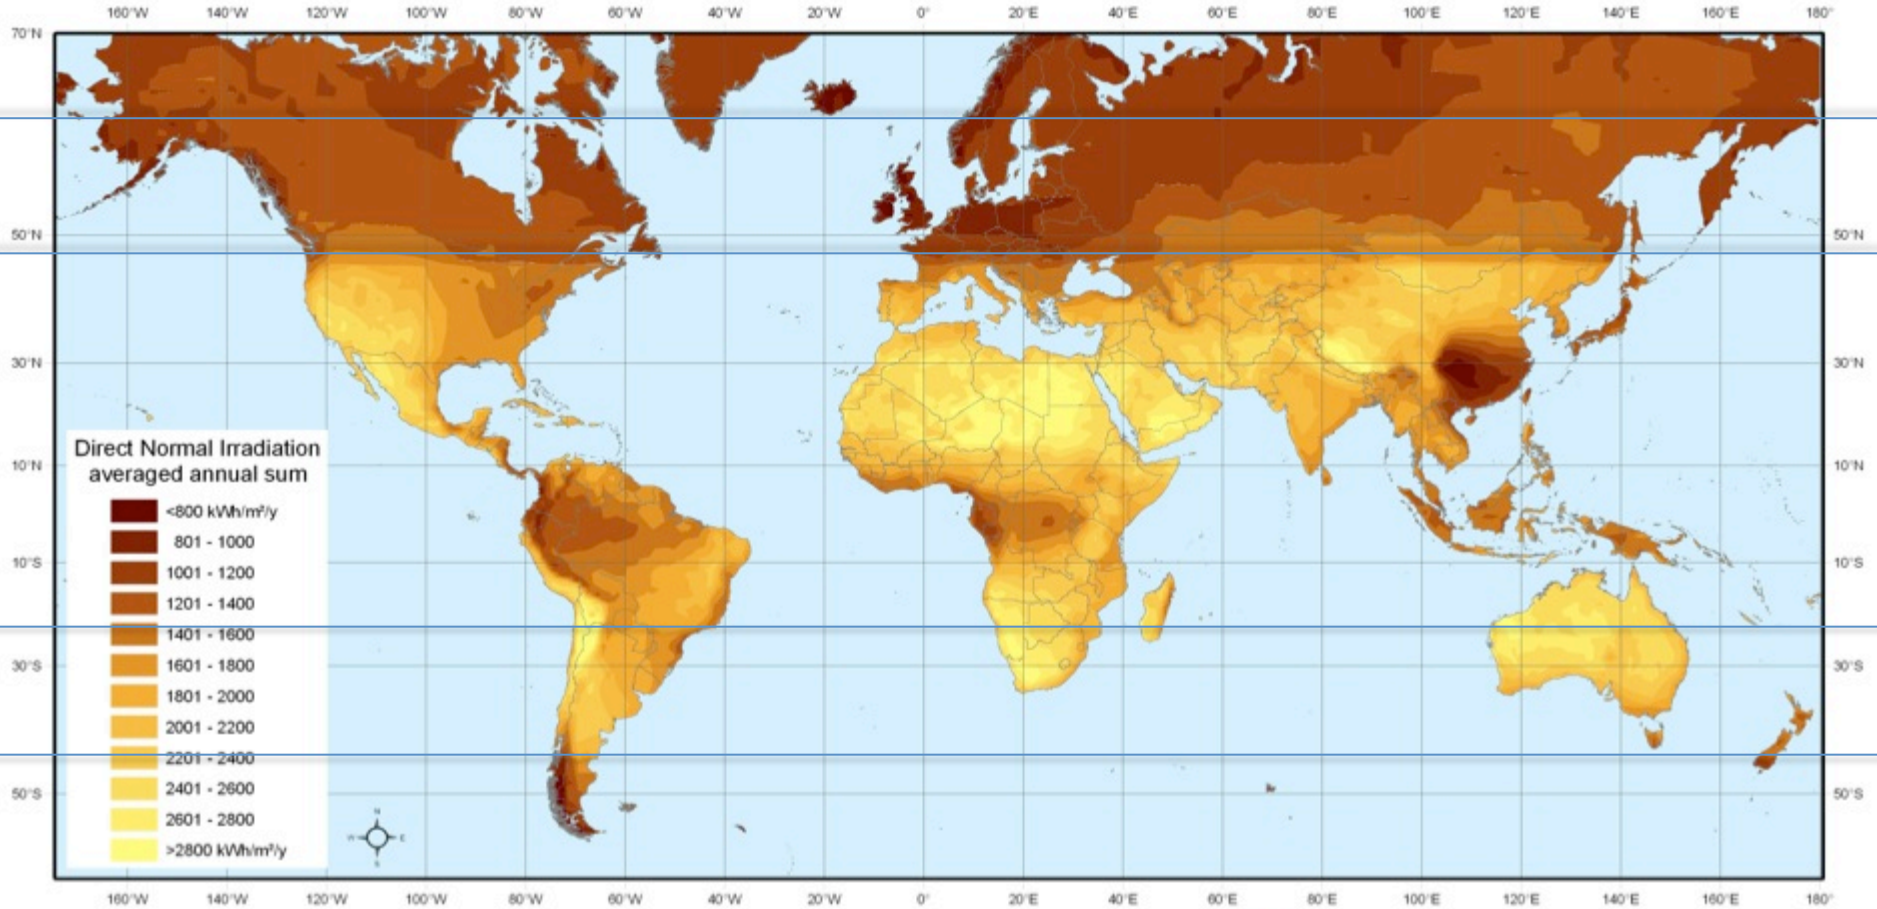 160°W 140°W 120°W 100°W 80°W 60°W 40°W 20°W 0° 20°E 40°E 60°E 80°E 100°E 120°E 140°E 160°E 180°
70°N
50°N 50°N
30°N 30°N
Direct Normal Irradiation
averaged annual sum
10°N 10°N
<800 kWh/m²/y
801 - 1000
10°S 10°S
1001 - 1200
1201 - 1400
1401 - 1600
30°S 30°S
1601 - 1800
1801 - 2000
2001 - 2200
2201 - 2400
50°S 50°S
2401 - 2600
2601 - 2800
>2800 kWh/m²/y
N
W E
S
160°W 140°W 120°W 100°W 80°W 60°W 40°W 20°W 0° 20°E 40°E 60°E 80°E 100°E 120°E 140°E 160°E 180°